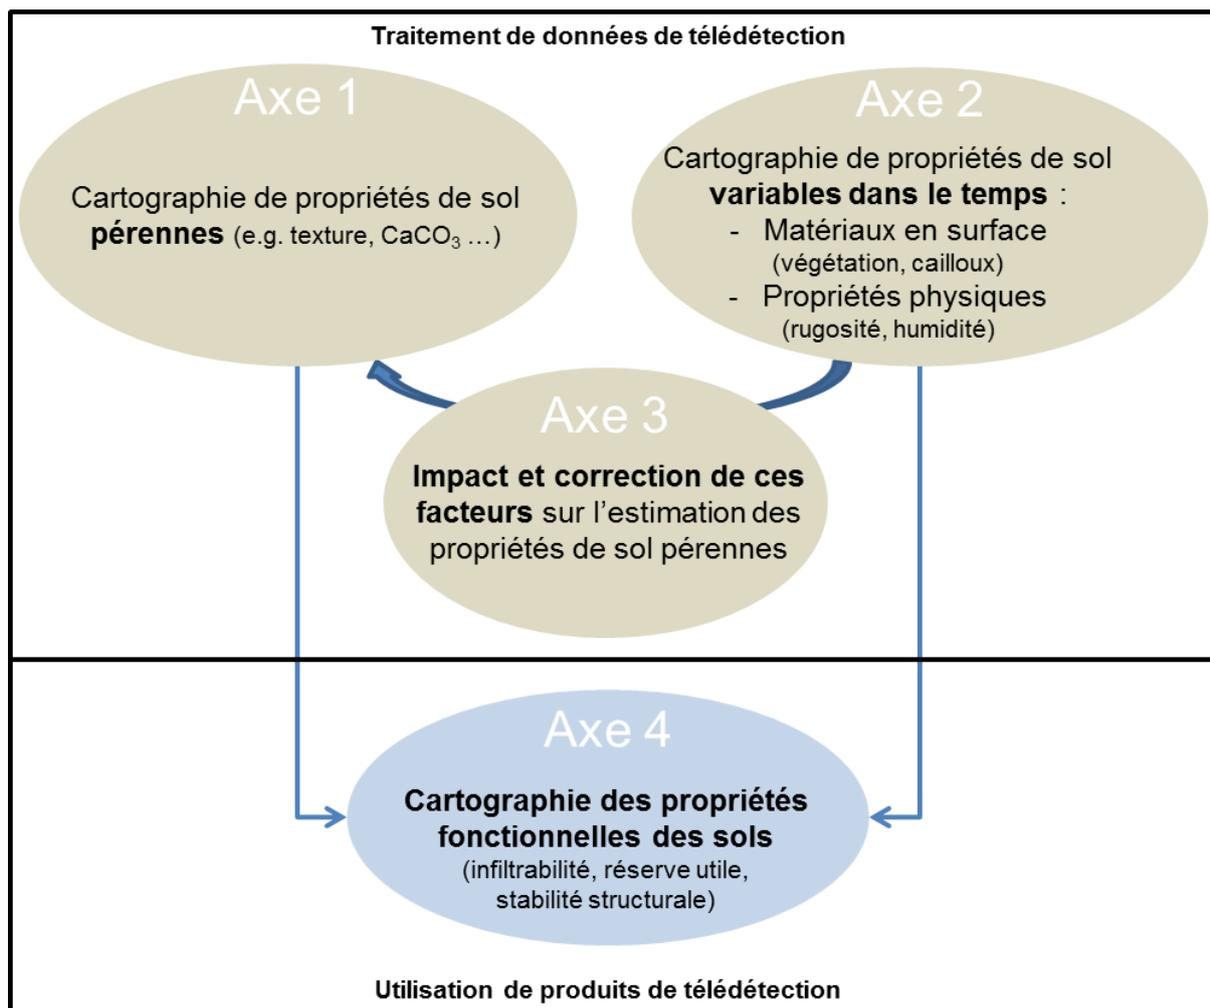 Traitement de données de télédétection
Axe 1
Cartographie de propriétés de sol
pérennes (e.g. texture, CaCO₃ ...)
Axe 2
Cartographie de propriétés de sol
variables dans le temps :
- Matériaux en surface
(végétation, cailloux)
- Propriétés physiques
(rugosité, humidité)
Axe 3
Impact et correction de ces
facteurs sur l'estimation des
propriétés de sol pérennes
Axe 4
Cartographie des propriétés
fonctionnelles des sols
(infiltrabilité, réserve utile,
stabilité structurale)
Utilisation de produits de télédétection